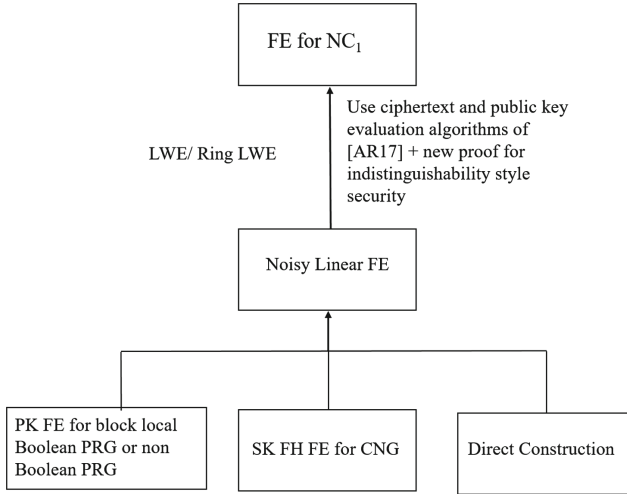 FE for NC₁
LWE/ Ring LWE
Use ciphertext and public key
evaluation algorithms of
[AR17] + new proof for
indistinguishability style
security
Noisy Linear FE
PK FE for block local
Boolean PRG or non
Boolean PRG
SK FH FE for CNG
Direct Construction